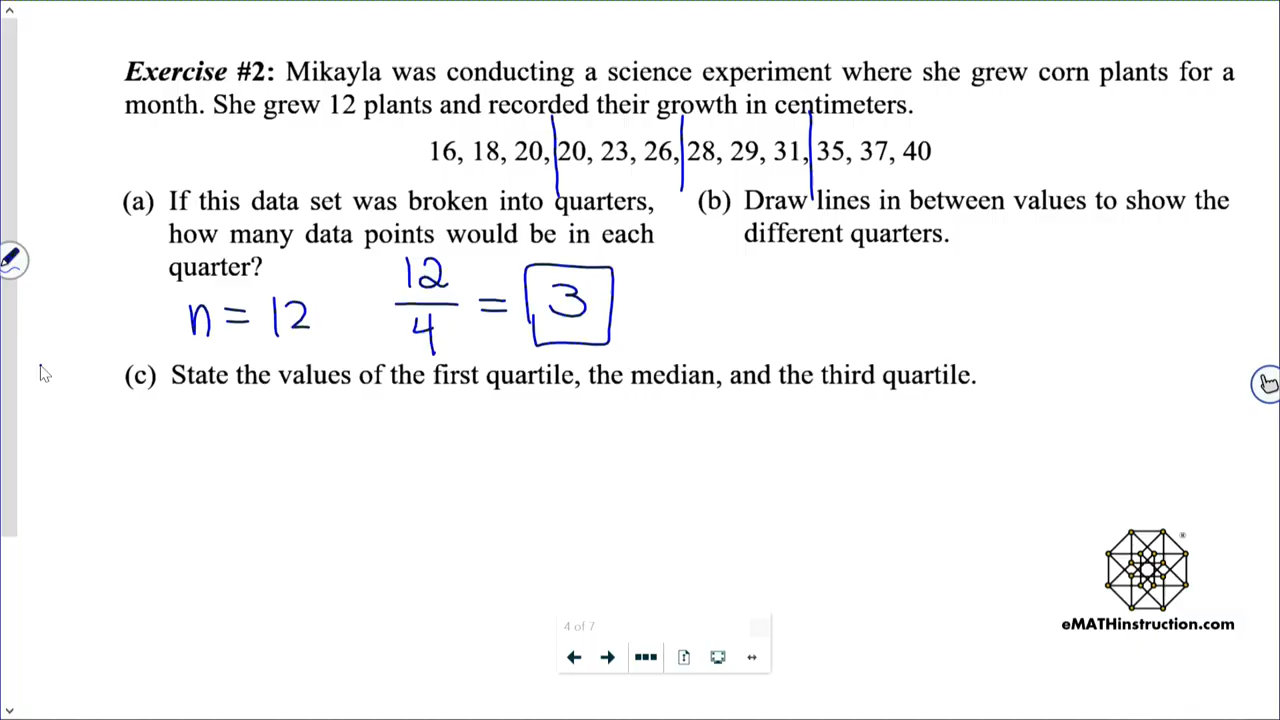 Exercise #2: Mikayla was conducting a science experiment where she grew corn plants for a
month. She grew 12 plants and recorded their growth in centimeters.
16, 18, 20, 20, 23, 26, 28, 29, 31, 35, 37, 40
(a) If this data set was broken into quarters,
how many data points would be in each
quarter?
n = 12
12/4 = 3
(b) Draw lines in between values to show the
different quarters.
(c) State the values of the first quartile, the median, and the third quartile.
®
eMATHinstruction.com
4 of 7